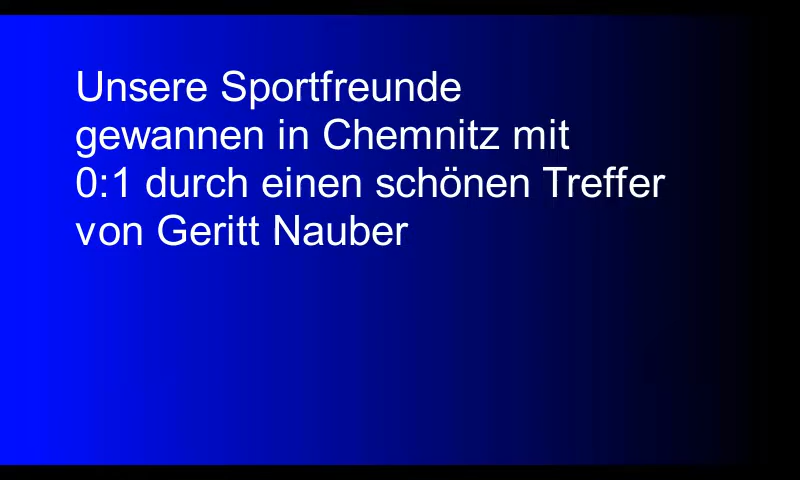 Unsere Sportfreunde
gewannen in Chemnitz mit
0:1 durch einen schönen Treffer
von Geritt Nauber